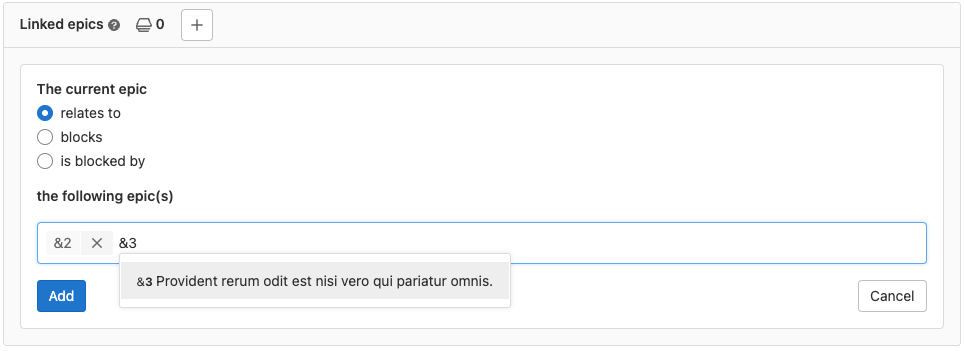 Linked epics ? 0 +
The current epic
relates to
blocks
is blocked by
the following epic(s)
&2 × &3
&3 Provident rerum odit est nisi vero qui pariatur omnis.
Add Cancel